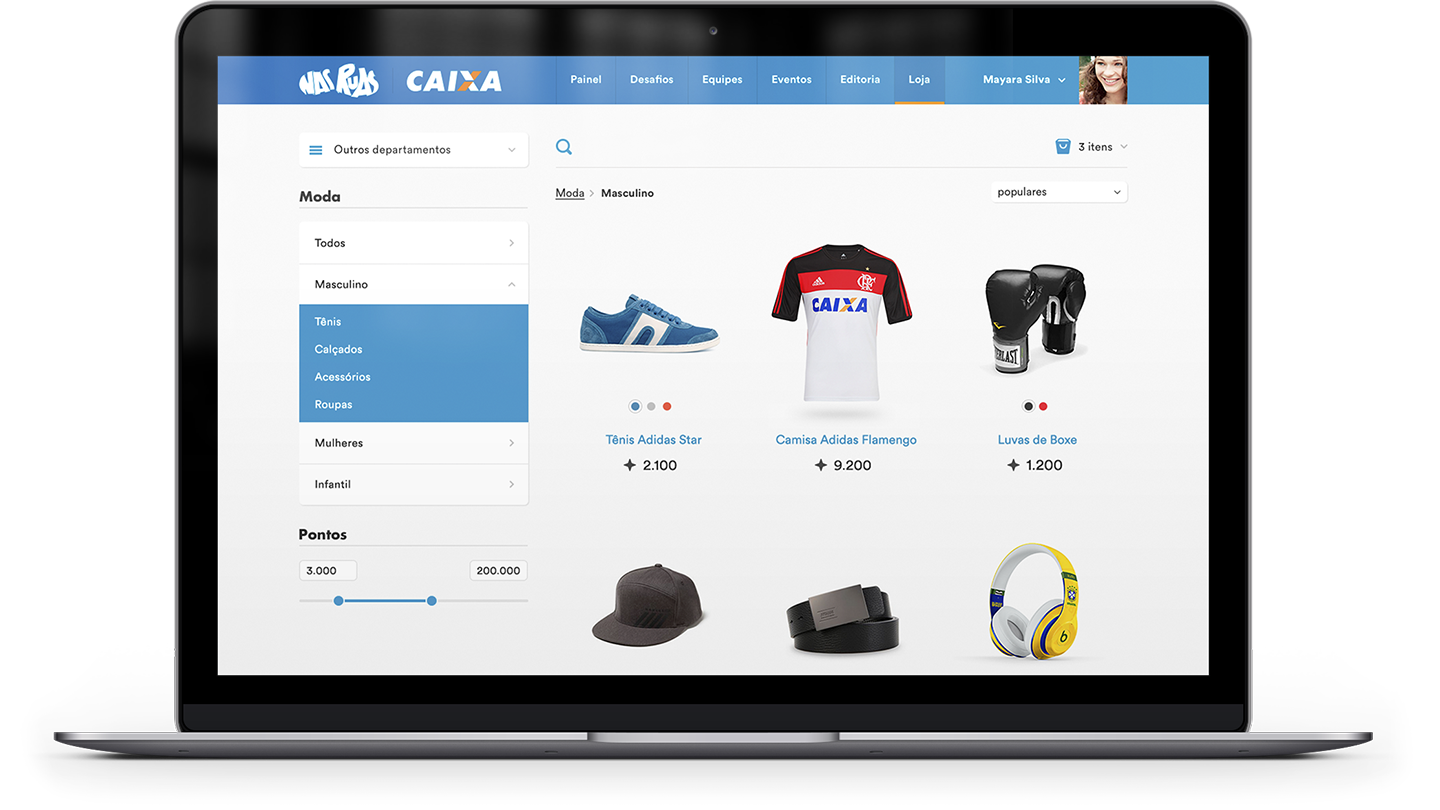 NAS RUAS
CAIXA
Painel
Desafios
Equipes
Eventos
Editoria
Loja
Mayara Silva
Outros departamentos
3 itens
Moda > Masculino
populares
Moda
Todos
Masculino
Tênis
Calçados
Acessórios
Roupas
Mulheres
Infantil
Pontos
3.000
200.000
adidas
CAIXA
EVERLAST
Tênis Adidas Star
2.100
Camisa Adidas Flamengo
9.200
Luvas de Boxe
1.200
b